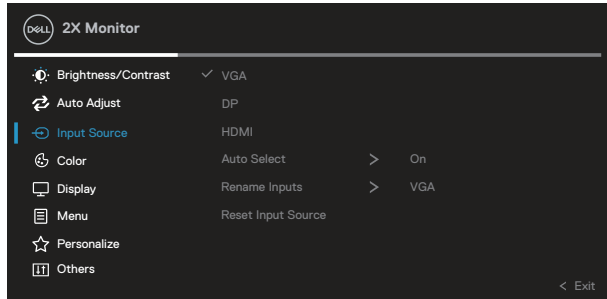 DELL 2X Monitor
Brightness/Contrast VGA
Auto Adjust DP
Input Source HDMI
Color Auto Select > On
Display Rename Inputs > VGA
Menu Reset Input Source
Personalize
Others
< Exit